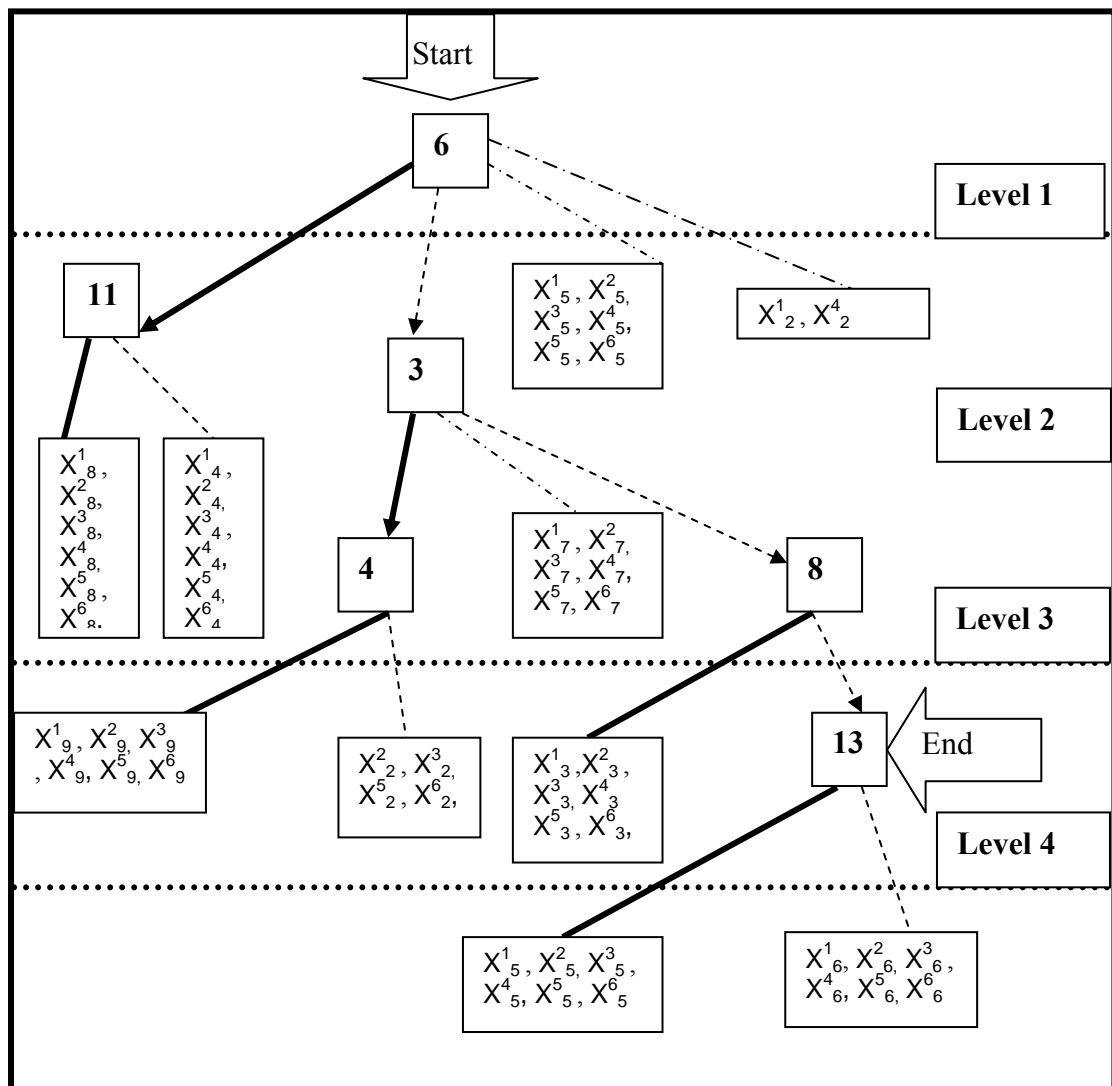 Start
6
Level 1
11
X¹₅ , X²₅,
X³₅, X⁴₅,
X⁵₅, X⁶₅
X¹₂ , X⁴₂
3
Level 2
X¹₈ ,
X²₈,
X³₈,
X⁴₈,
X⁵₈ ,
X⁶₈,
X¹₄ ,
X²₄,
X³₄ ,
X⁴₄,
X⁵₄,
X⁶₄
4
X¹₇ , X²₇,
X³₇, X⁴₇,
X⁵₇, X⁶₇
8
Level 3
X¹₉ , X²₉, X³₉
, X⁴₉, X⁵₉, X⁶₉
X²₂ , X³₂,
X⁵₂ , X⁶₂,
X¹₃ ,X²₃ ,
X³₃, X⁴₃
X⁵₃ , X⁶₃,
13
End
Level 4
X¹₅ , X²₅, X³₅ ,
X⁴₅, X⁵₅ , X⁶₅
X¹₆, X²₆, X³₆ ,
X⁴₆, X⁵₆, X⁶₆